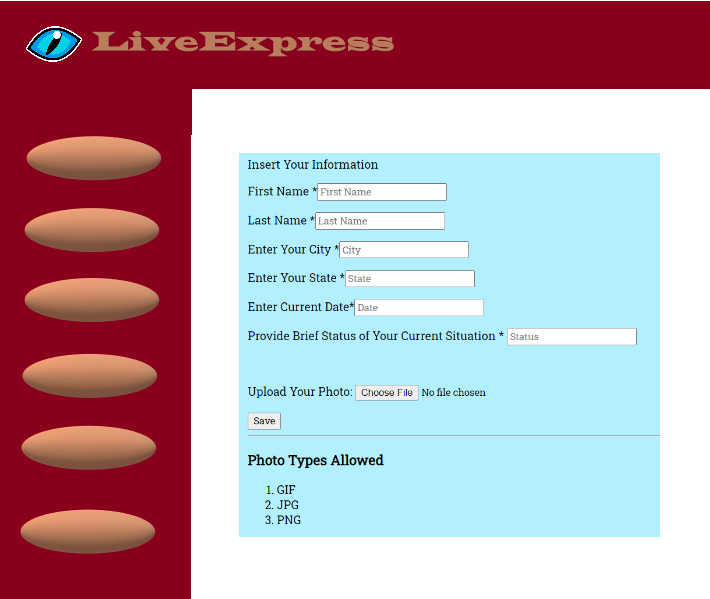 LiveExpress
Insert Your Information
First Name * First Name
Last Name * Last Name
Enter Your City * City
Enter Your State * State
Enter Current Date* Date
Provide Brief Status of Your Current Situation * Status
Upload Your Photo: Choose File No file chosen
Save
Photo Types Allowed
1. GIF
2. JPG
3. PNG